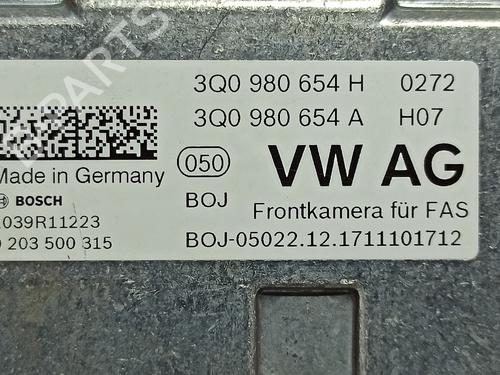 3Q0 980 654 H 0272
3Q0 980 654 A H07
050 VW AG
Made in Germany
BOSCH BOJ
Frontkamera für FAS
039R11223
203 500 315 BOJ-05022.12.1711101712